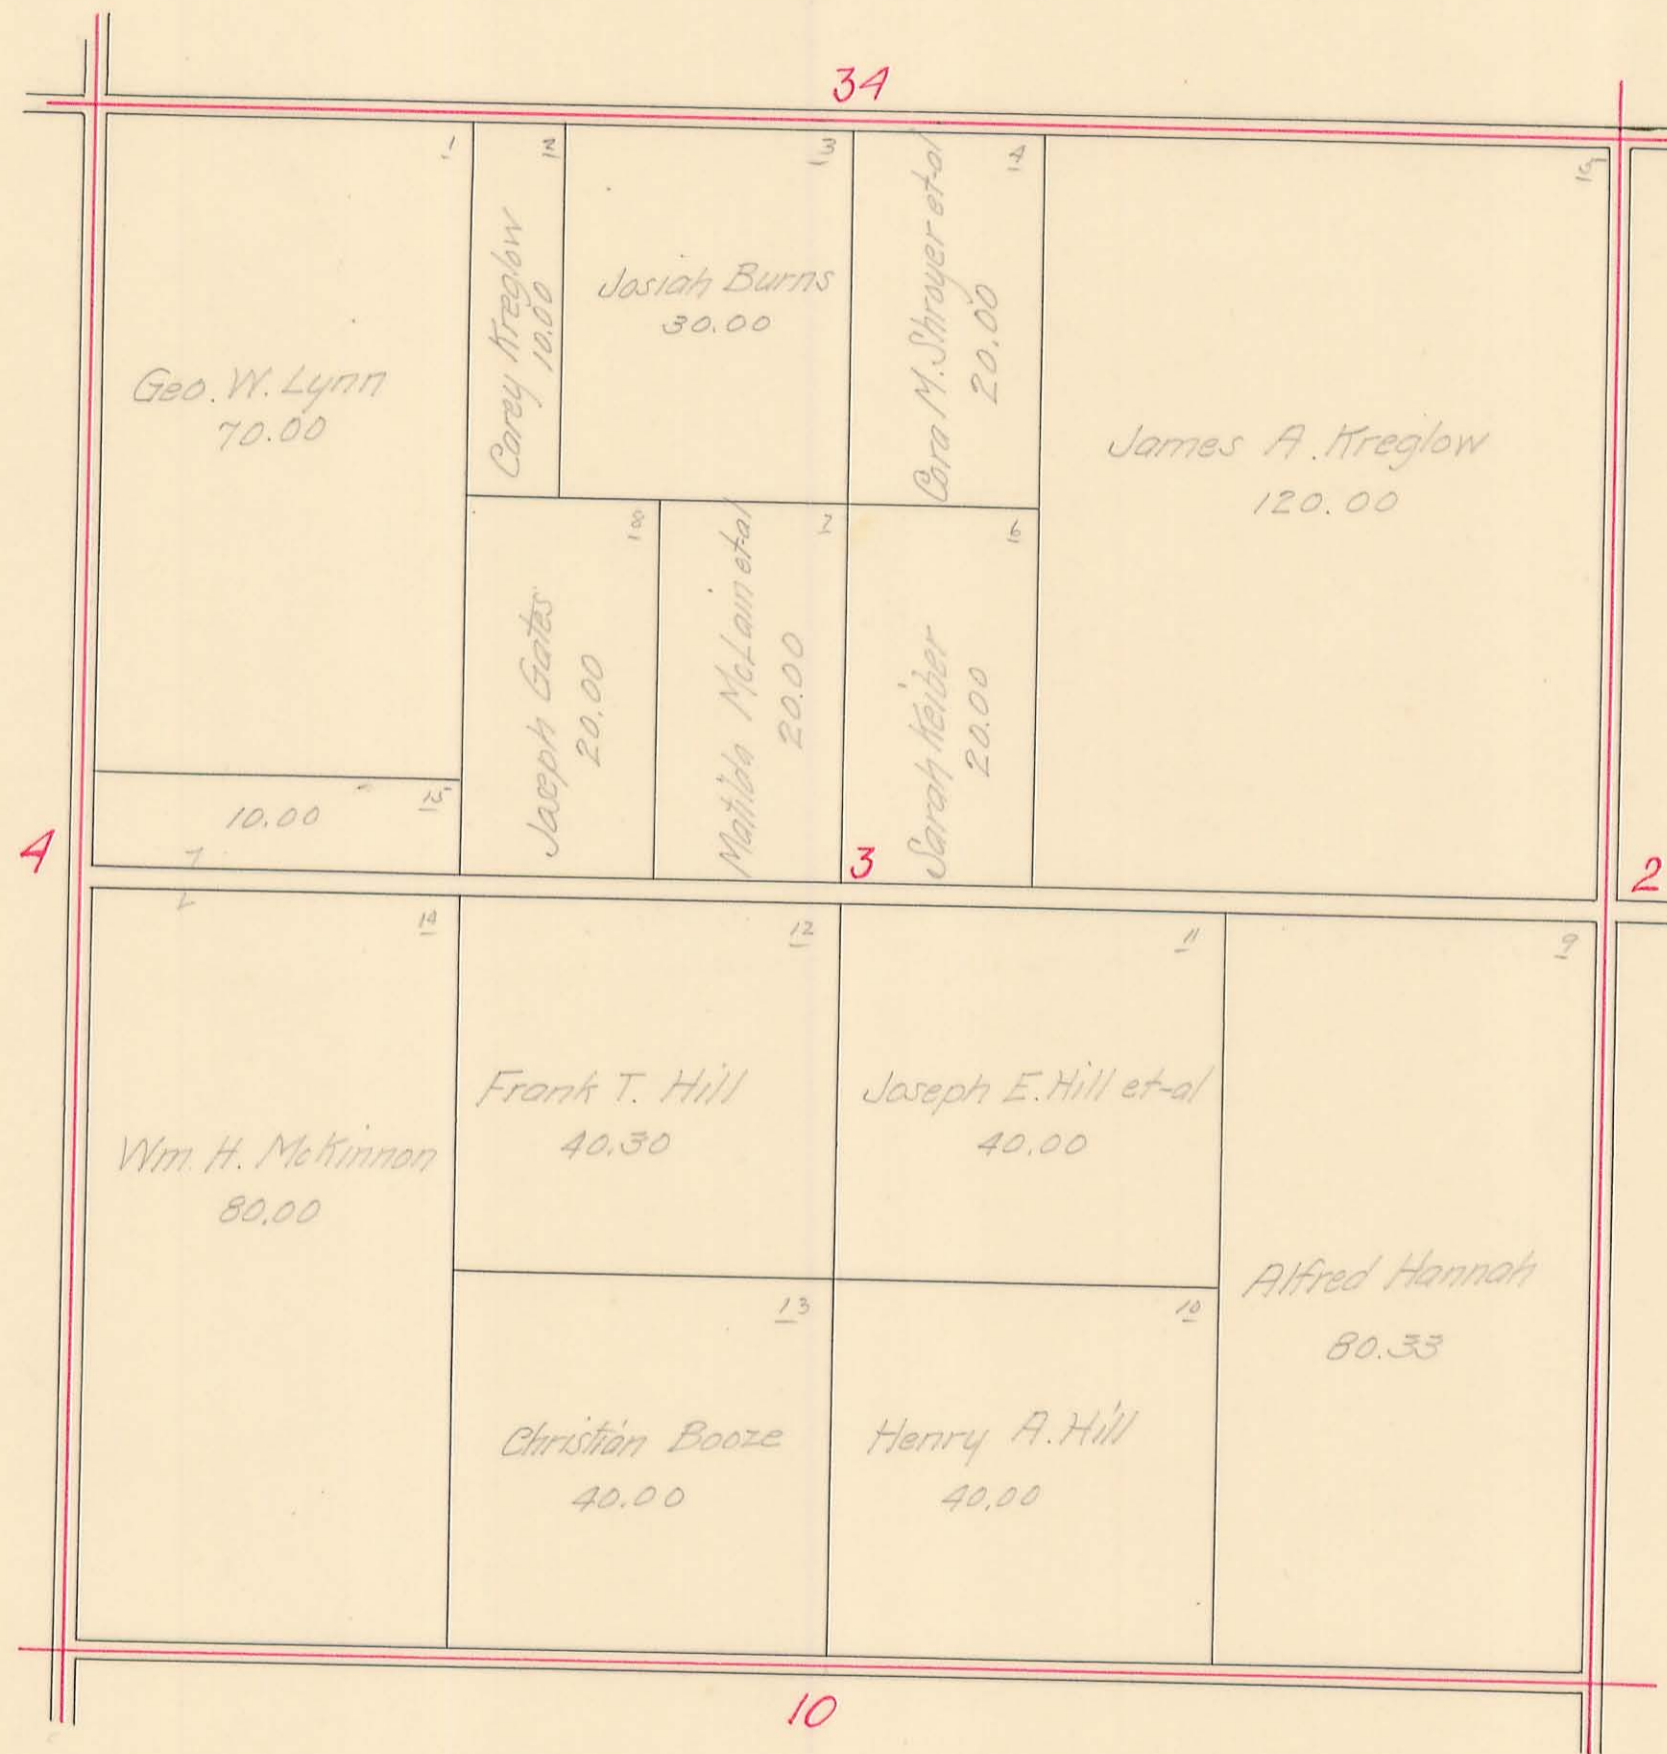 34
1
2
3
4
5
Geo. W. Lynn
70.00
Carey Kreglow
10.00
Josiah Burns
30.00
Cora M. Shroyer et-al
20.00
James A. Kreglow
120.00
8
7
6
Joseph Gates
20.00
Matilda McLain et-al
20.00
Sarah Keiber
20.00
15
10.00
4
3
2
14
12
11
9
Wm. H. McKinnon
80.00
Frank T. Hill
40.30
Joseph E. Hill et-al
40.00
Alfred Hannah
80.33
13
10
Christian Booze
40.00
Henry A. Hill
40.00
10